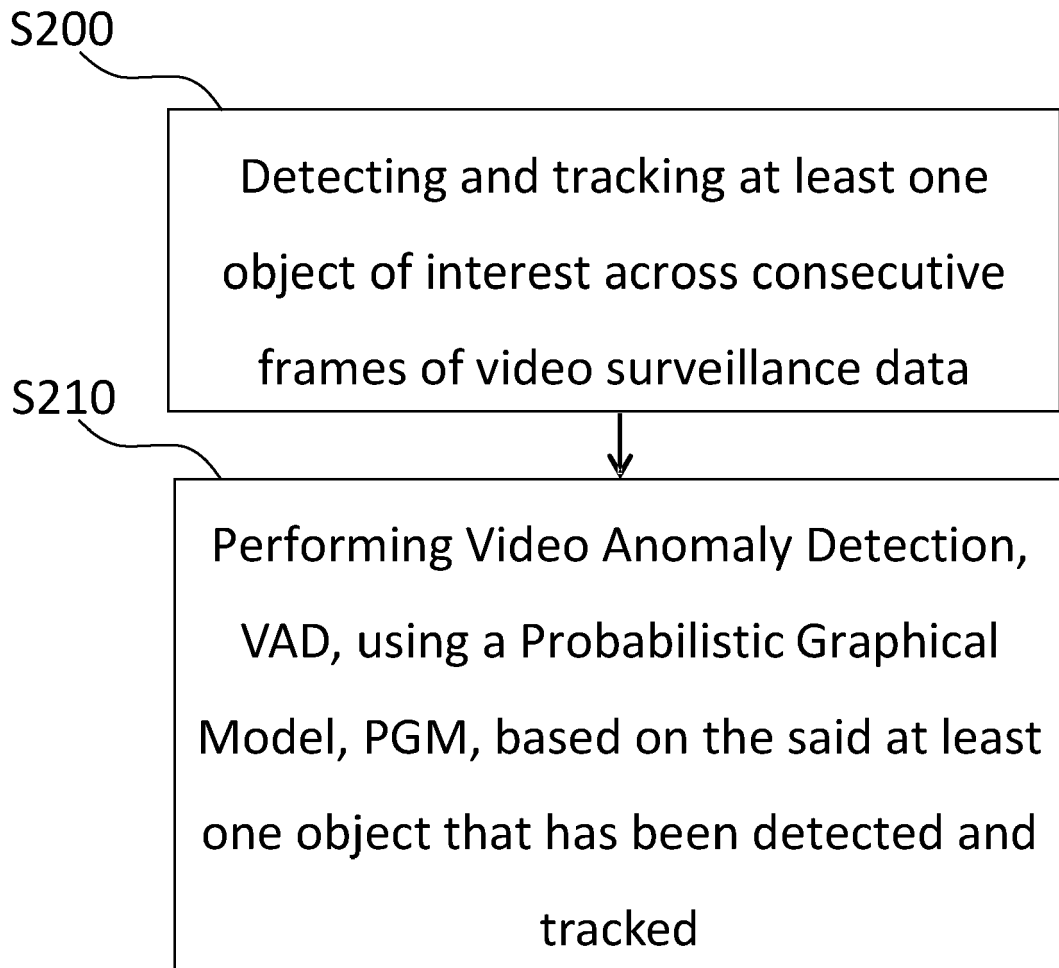 S200
Detecting and tracking at least one
object of interest across consecutive
frames of video surveillance data
S210
Performing Video Anomaly Detection,
VAD, using a Probabilistic Graphical
Model, PGM, based on the said at least
one object that has been detected and
tracked